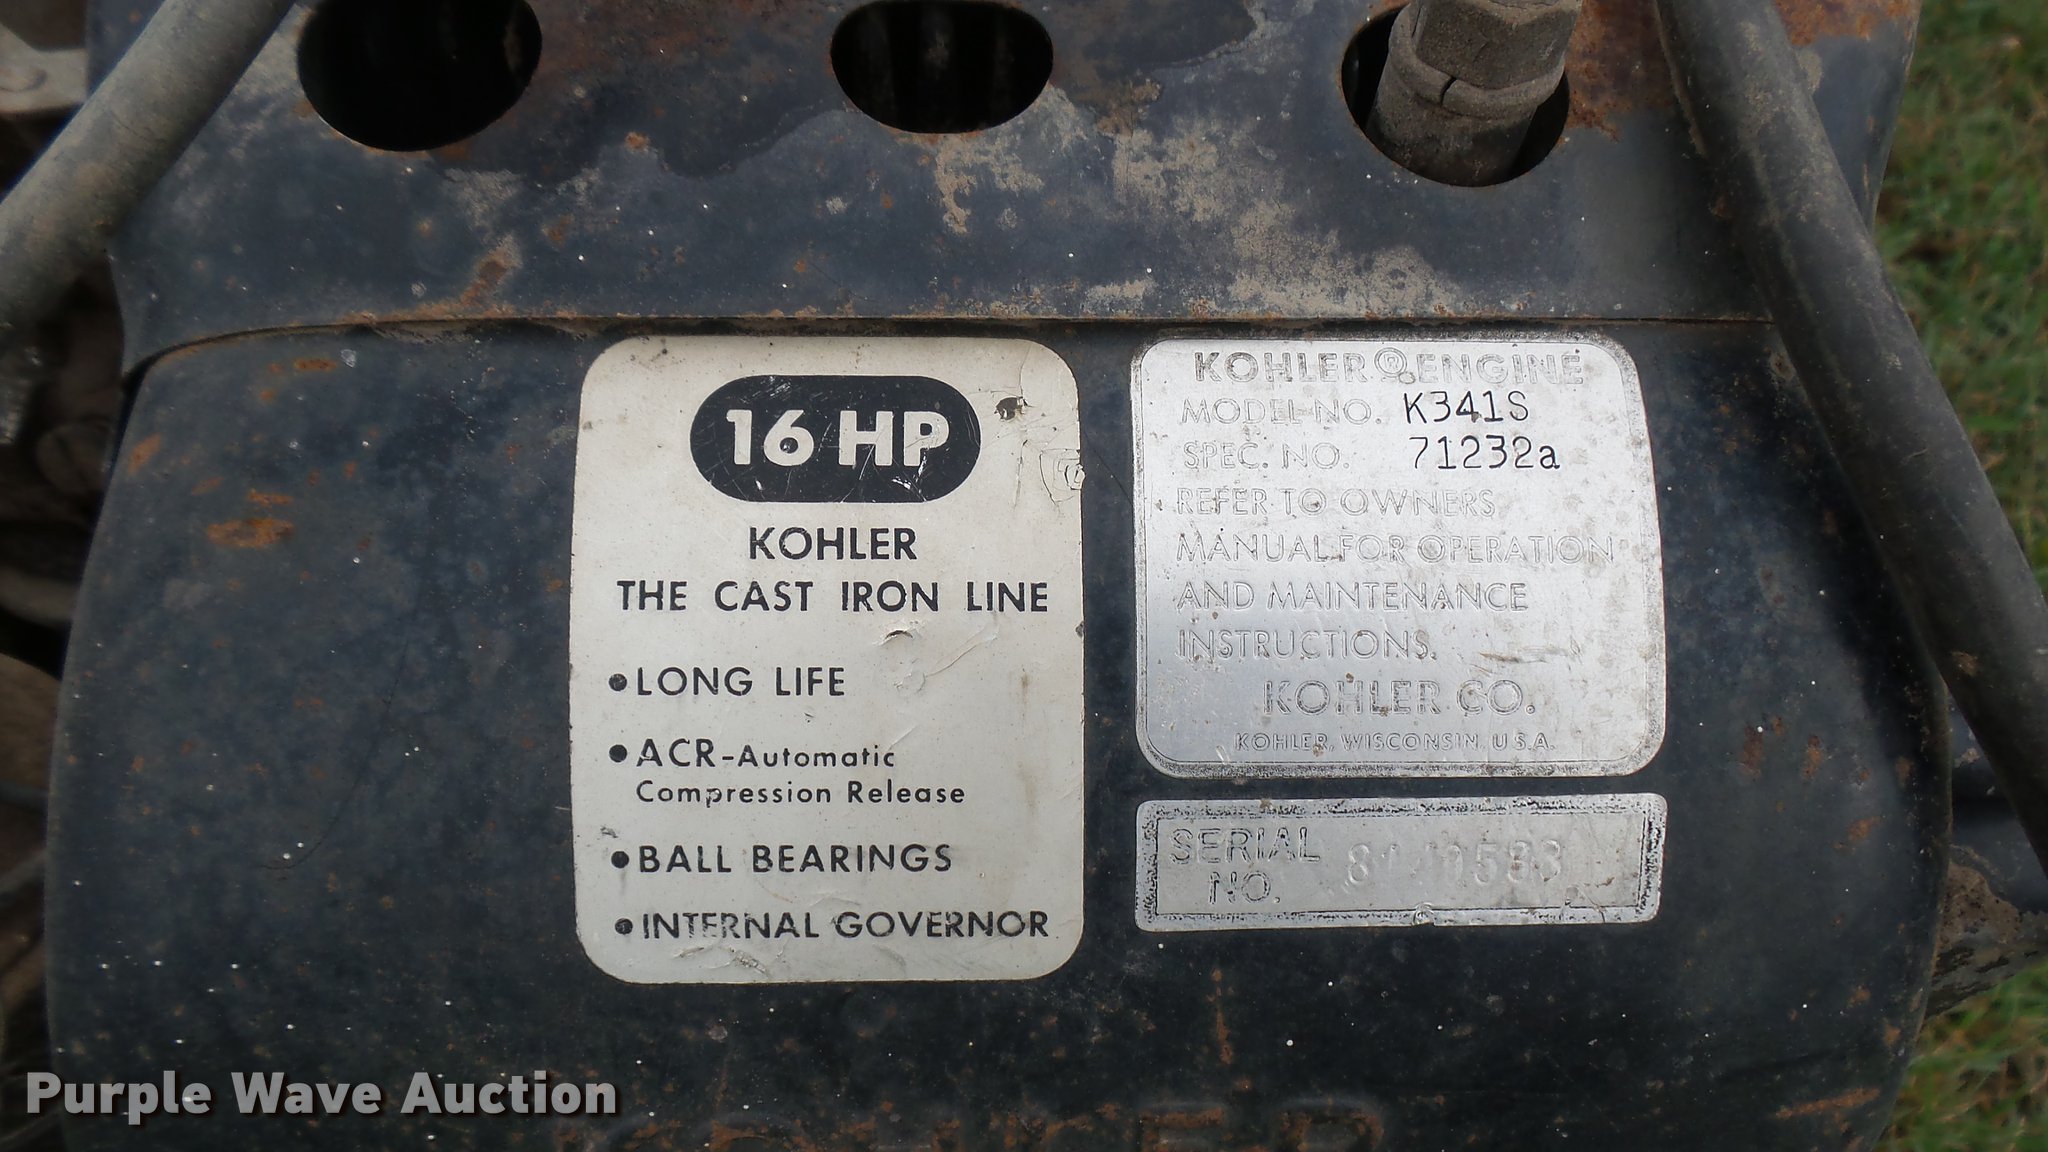 16 HP
KOHLER
THE CAST IRON LINE
•LONG LIFE
•ACR-Automatic
Compression Release
•BALL BEARINGS
•INTERNAL GOVERNOR
KOHLER®ENGINE
MODEL NO. K341S
SPEC. NO. 71232a
REFER TO OWNERS
MANUAL FOR OPERATION
AND MAINTENANCE
INSTRUCTIONS.
KOHLER CO.
KOHLER, WISCONSIN, U.S.A.
SERIAL
NO.
Purple Wave Auction